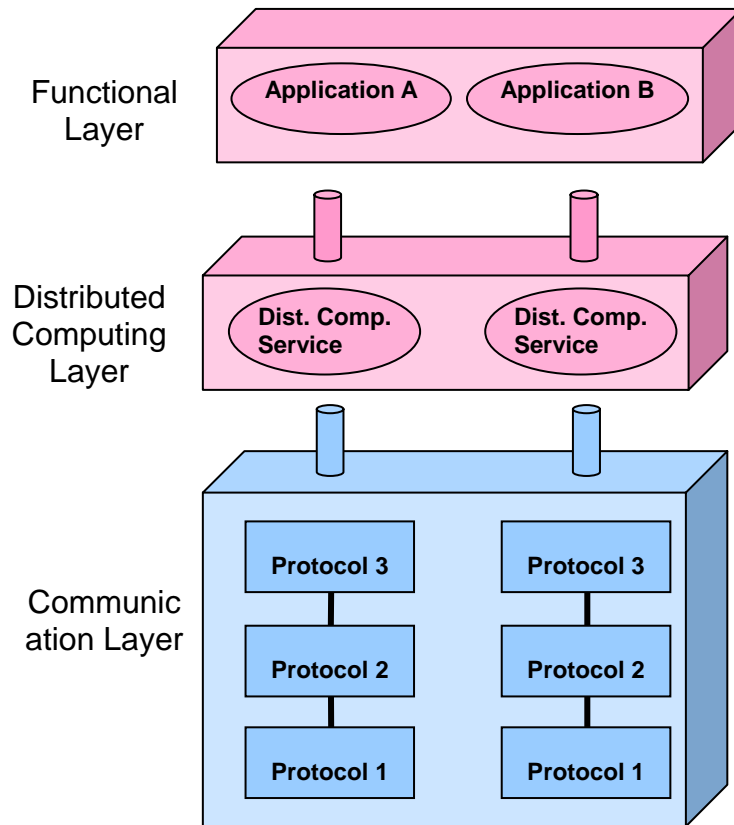 Functional
Layer
Application A
Application B
Distributed
Computing
Layer
Dist. Comp.
Service
Dist. Comp.
Service
Communic
ation Layer
Protocol 3
Protocol 3
Protocol 2
Protocol 2
Protocol 1
Protocol 1